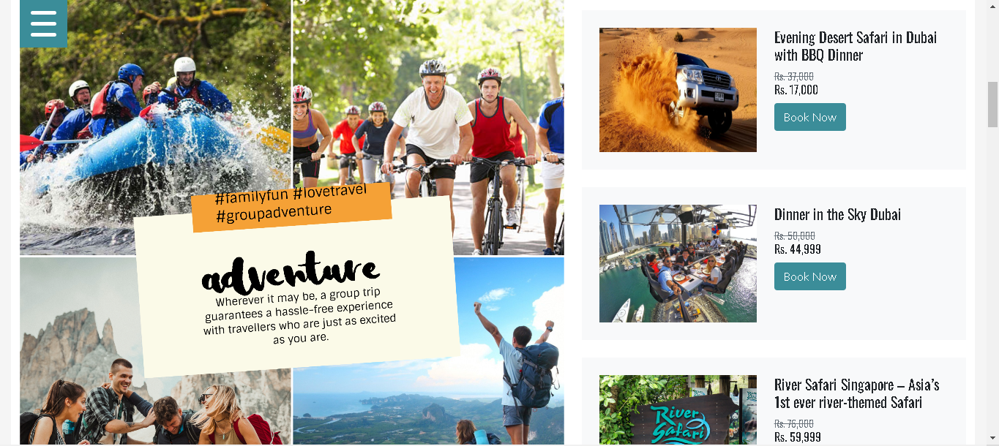 #familyfun #lovetravel
#groupadventure
adventure
Wherever it may be, a group trip
guarantees a hassle-free experience
with travellers who are just as excited
as you are.
Evening Desert Safari in Dubai
with BBQ Dinner
Rs. 37,000
Rs. 17,000
Book Now
Dinner in the Sky Dubai
Rs. 50,000
Rs. 44,999
Book Now
River Safari Singapore – Asia’s
1st ever river-themed Safari
Rs. 76,000
Rs. 59,999
River
Safari